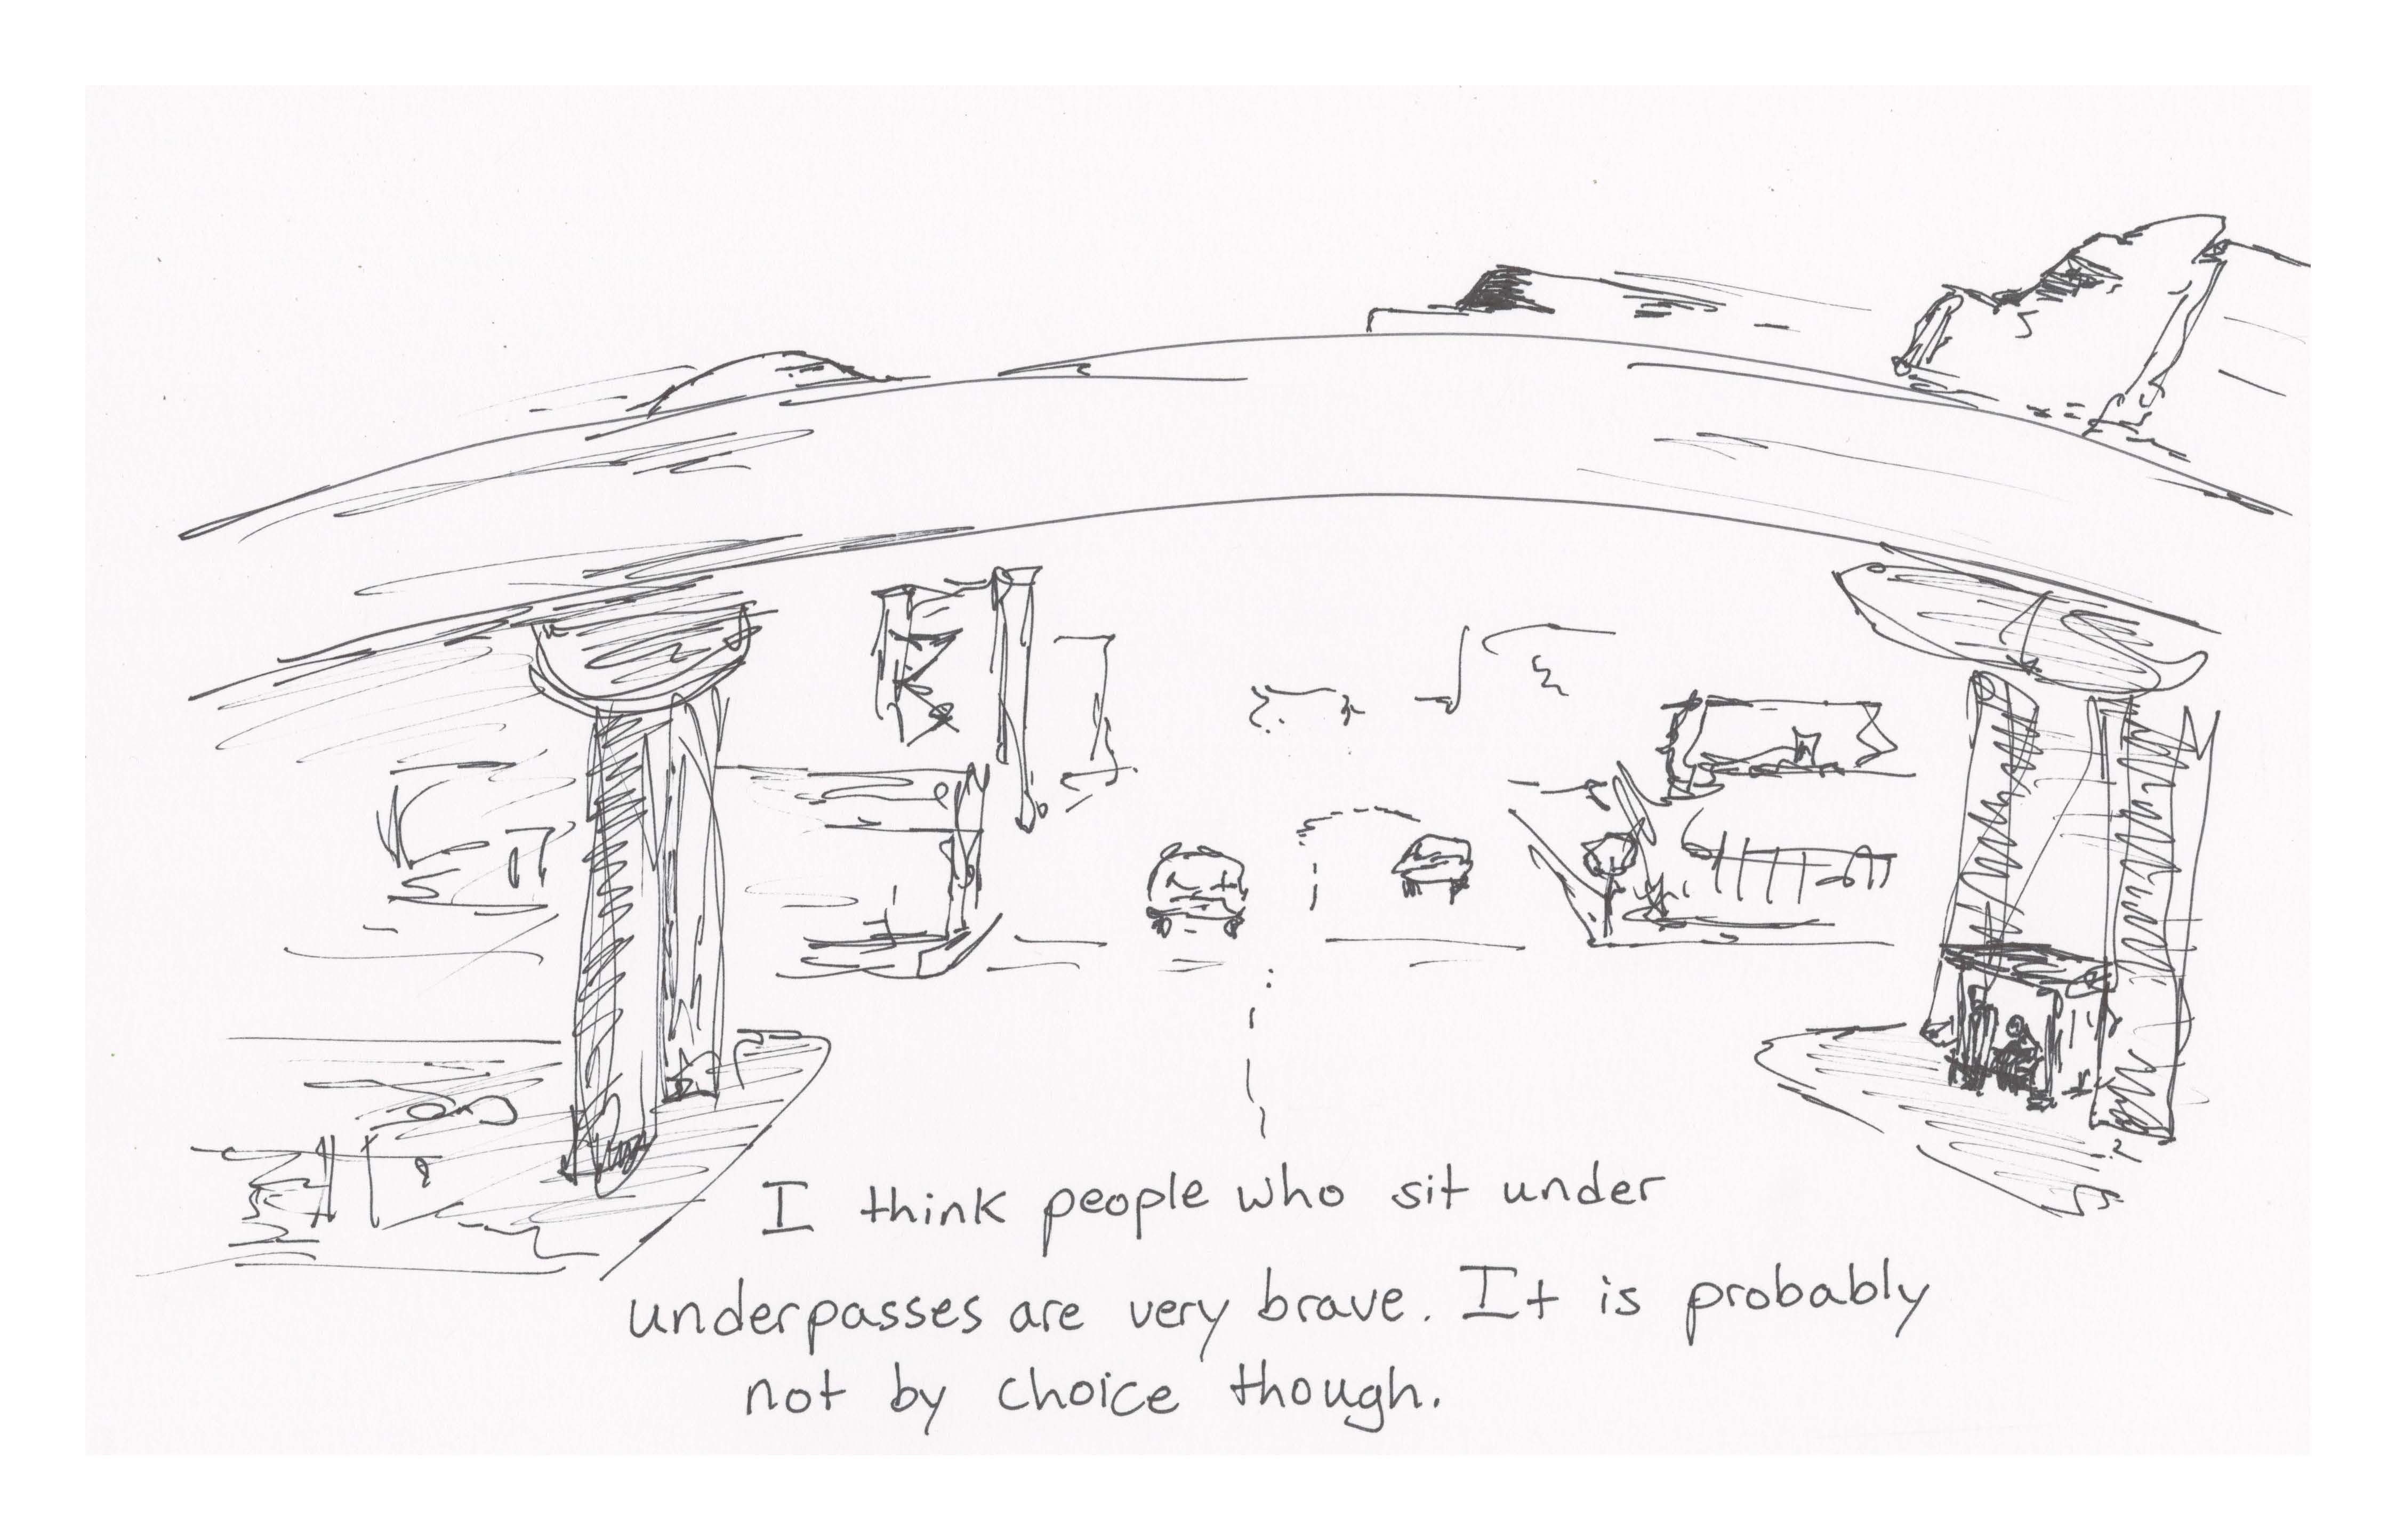 I think people who sit under
underpasses are very brave. It is probably
not by choice though.